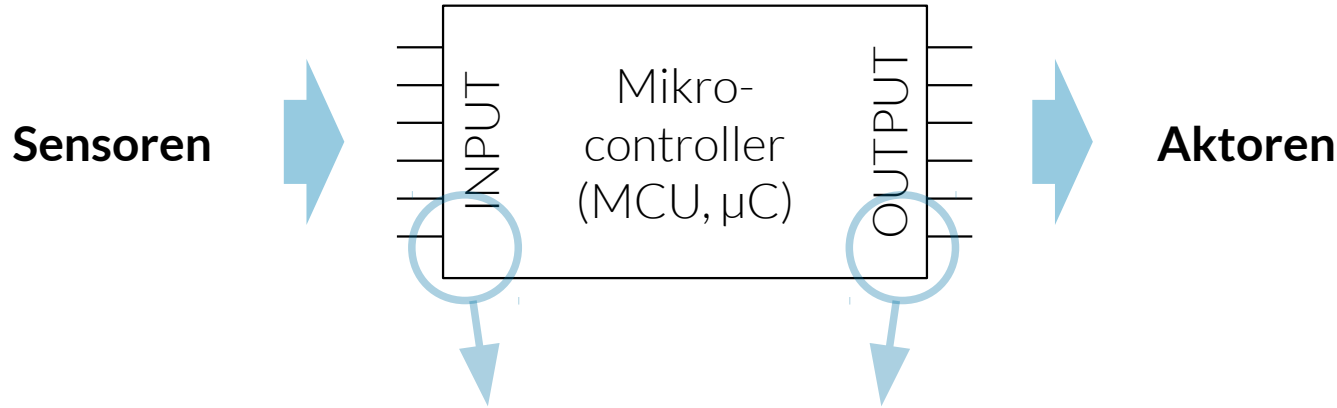 Sensoren
INPUT
Mikro-
controller
(MCU, µC)
OUTPUT
Aktoren